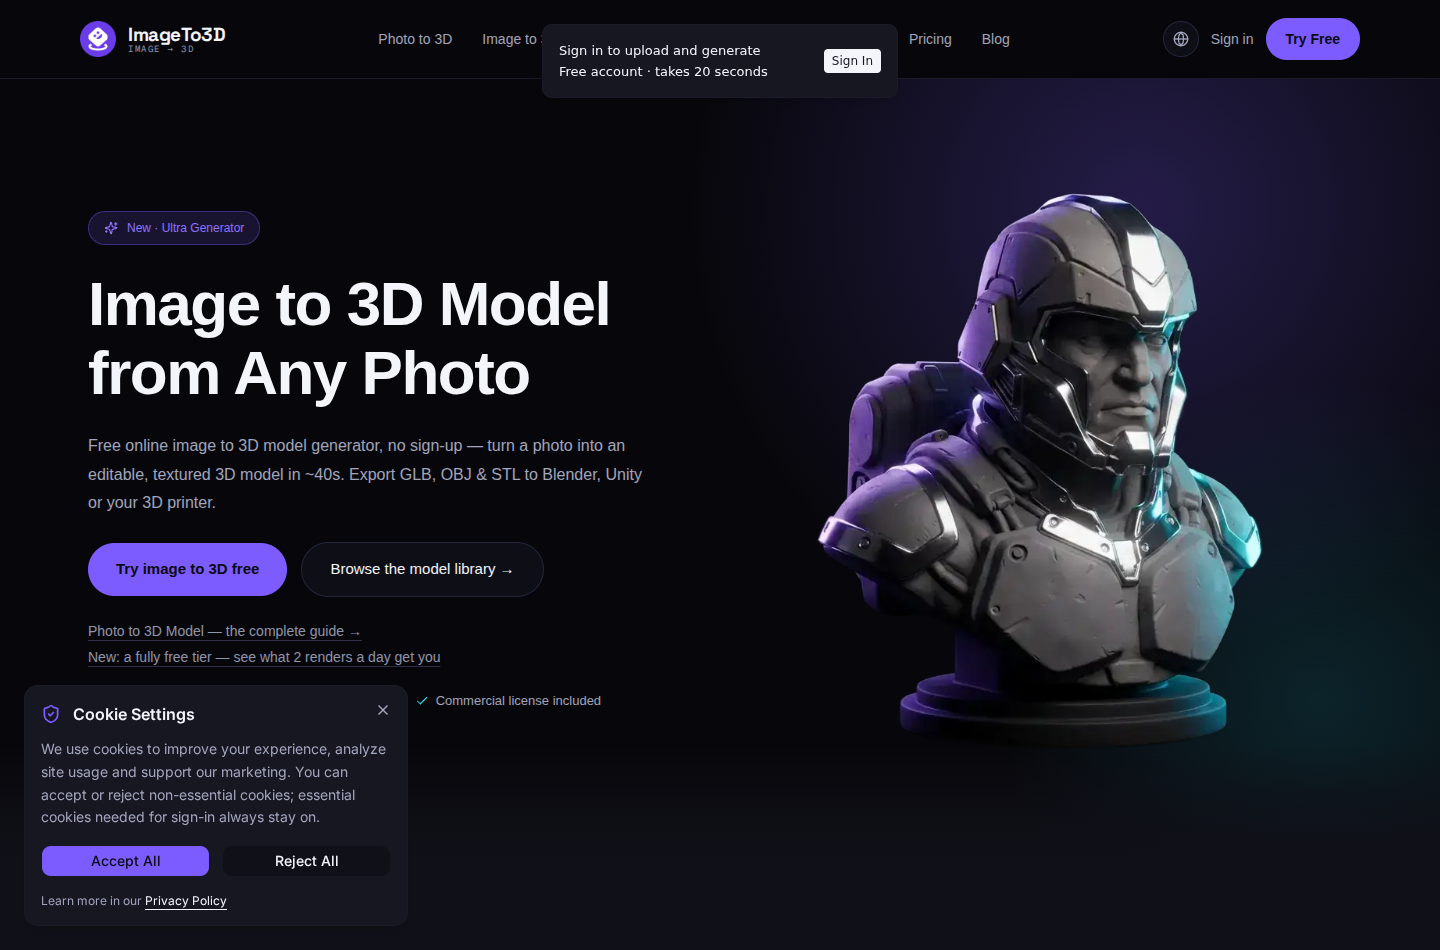 ImageTo3D
IMAGE → 3D
Photo to 3D
Image to
Pricing
Blog
Sign in
Try Free
Sign in to upload and generate
Free account · takes 20 seconds
Sign In
New · Ultra Generator
Image to 3D Model
from Any Photo
Free online image to 3D model generator, no sign-up — turn a photo into an
editable, textured 3D model in ~40s. Export GLB, OBJ & STL to Blender, Unity
or your 3D printer.
Try image to 3D free
Browse the model library →
Photo to 3D Model — the complete guide →
New: a fully free tier — see what 2 renders a day get you
Commercial license included
Cookie Settings
We use cookies to improve your experience, analyze
site usage and support our marketing. You can
accept or reject non-essential cookies; essential
cookies needed for sign-in always stay on.
Accept All
Reject All
Learn more in our Privacy Policy